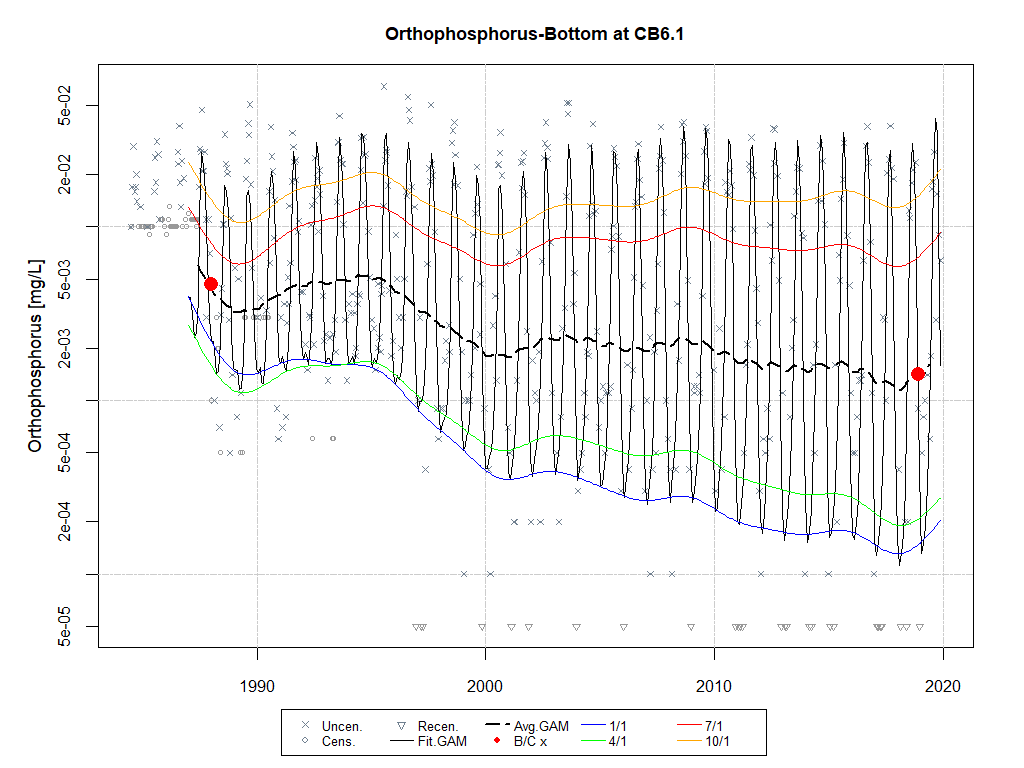 Orthophosphorus-Bottom at CB6.1
Orthophosphorus [mg/L]
5e-02
2e-02
5e-03
2e-03
5e-04
2e-04
5e-05
1990 2000 2010 2020
Uncen. Recen. Avg.GAM 1/1 7/1
Cens. Fit.GAM B/C x 4/1 10/1